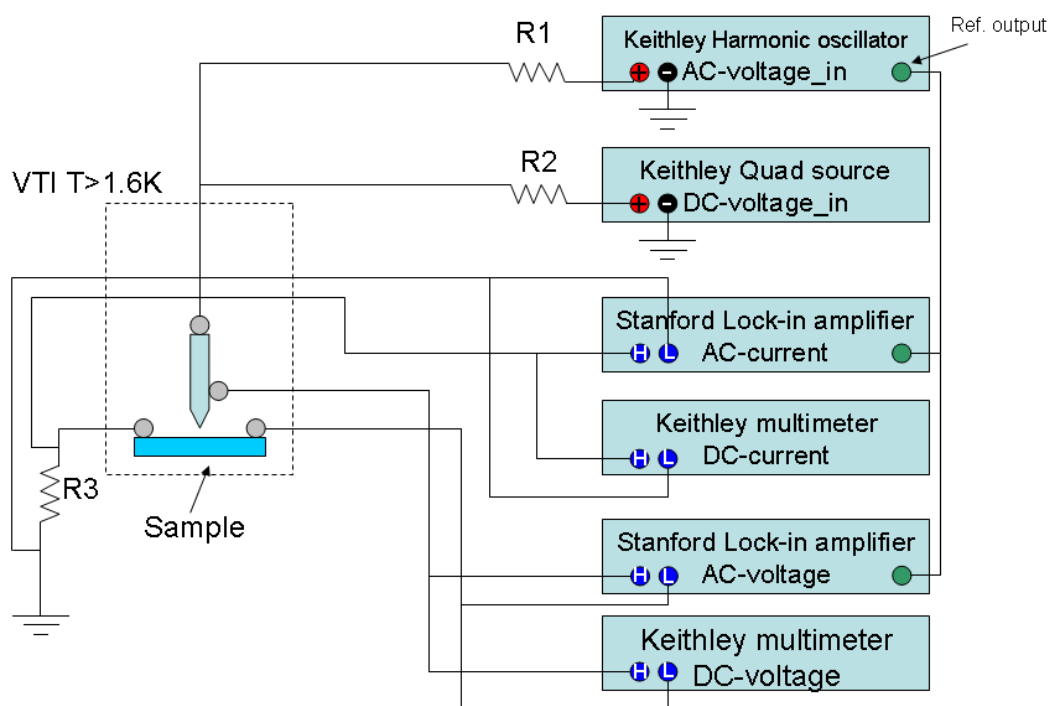 Ref. output
R1
Keithley Harmonic oscillator
+ - AC-voltage_in
R2
Keithley Quad source
+ - DC-voltage_in
VTI T>1.6K
Stanford Lock-in amplifier
H L AC-current
Keithley multimeter
H L DC-current
R3
Sample
Stanford Lock-in amplifier
H L AC-voltage
Keithley multimeter
H L DC-voltage